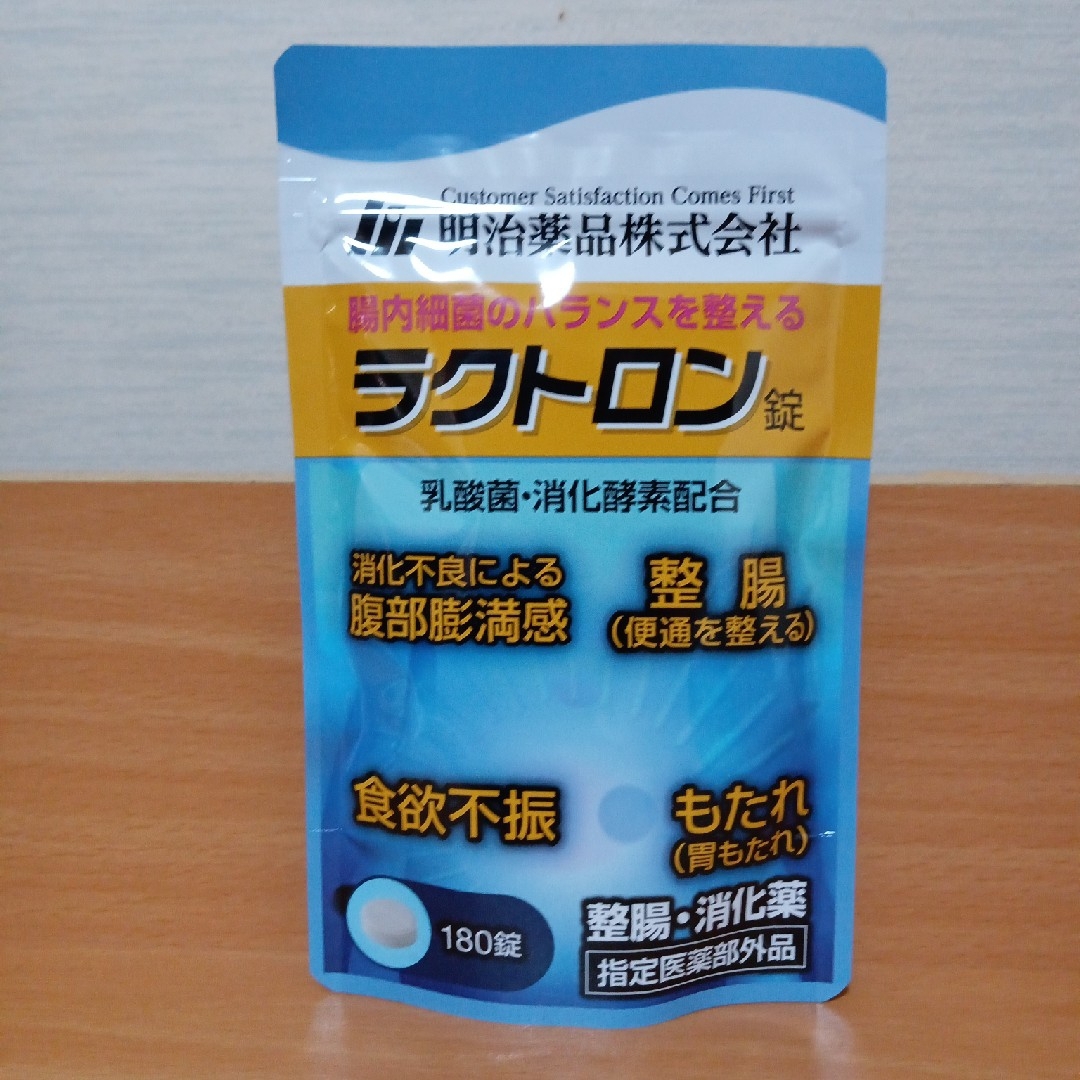 Customer Satisfaction Comes First
明治薬品株式会社
腸内細菌のバランスを整える
ラクトロン錠
乳酸菌・消化酵素配合
消化不良による
腹部膨満感
整腸
(便通を整える)
食欲不振
もたれ
(胃もたれ)
180錠
整腸・消化薬
指定医薬部外品